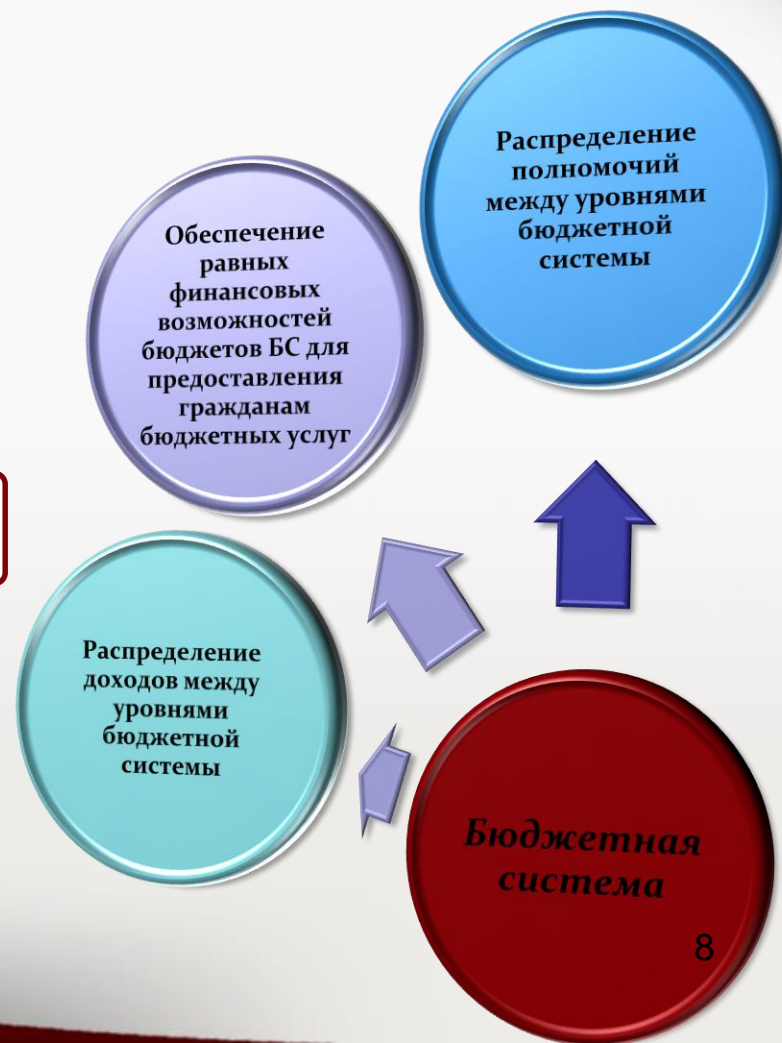 Распределение
полномочий
между уровнями
бюджетной
системы
Обеспечение
равных
финансовых
возможностей
бюджетов БС для
предоставления
гражданам
бюджетных услуг
Распределение
доходов между
уровнями
бюджетной
системы
Бюджетная
система
8